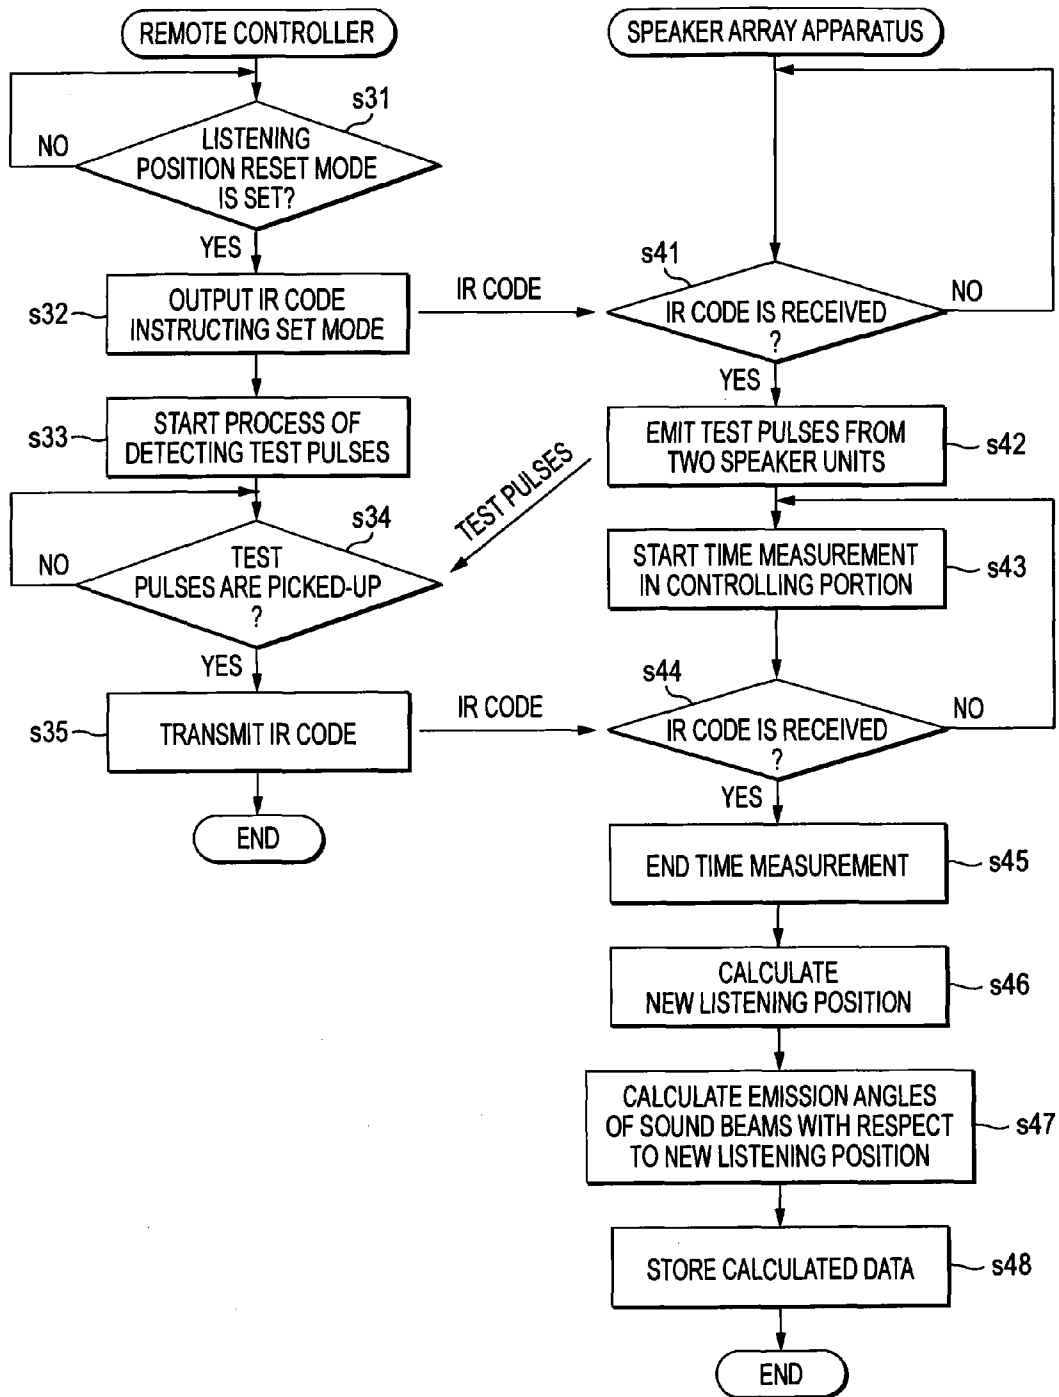 REMOTE CONTROLLER
s31
LISTENING
POSITION RESET MODE
IS SET?
NO
YES
s32
OUTPUT IR CODE
INSTRUCTING SET MODE
IR CODE
s33
START PROCESS OF
DETECTING TEST PULSES
TEST PULSES
s34
TEST
PULSES ARE PICKED-UP
?
NO
YES
s35
TRANSMIT IR CODE
IR CODE
END
SPEAKER ARRAY APPARATUS
s41
IR CODE IS RECEIVED
?
NO
YES
EMIT TEST PULSES FROM
TWO SPEAKER UNITS
s42
START TIME MEASUREMENT
IN CONTROLLING PORTION
s43
s44
IR CODE IS RECEIVED
?
NO
YES
END TIME MEASUREMENT
s45
CALCULATE
NEW LISTENING POSITION
s46
CALCULATE EMISSION ANGLES
OF SOUND BEAMS WITH RESPECT
TO NEW LISTENING POSITION
s47
STORE CALCULATED DATA
s48
END